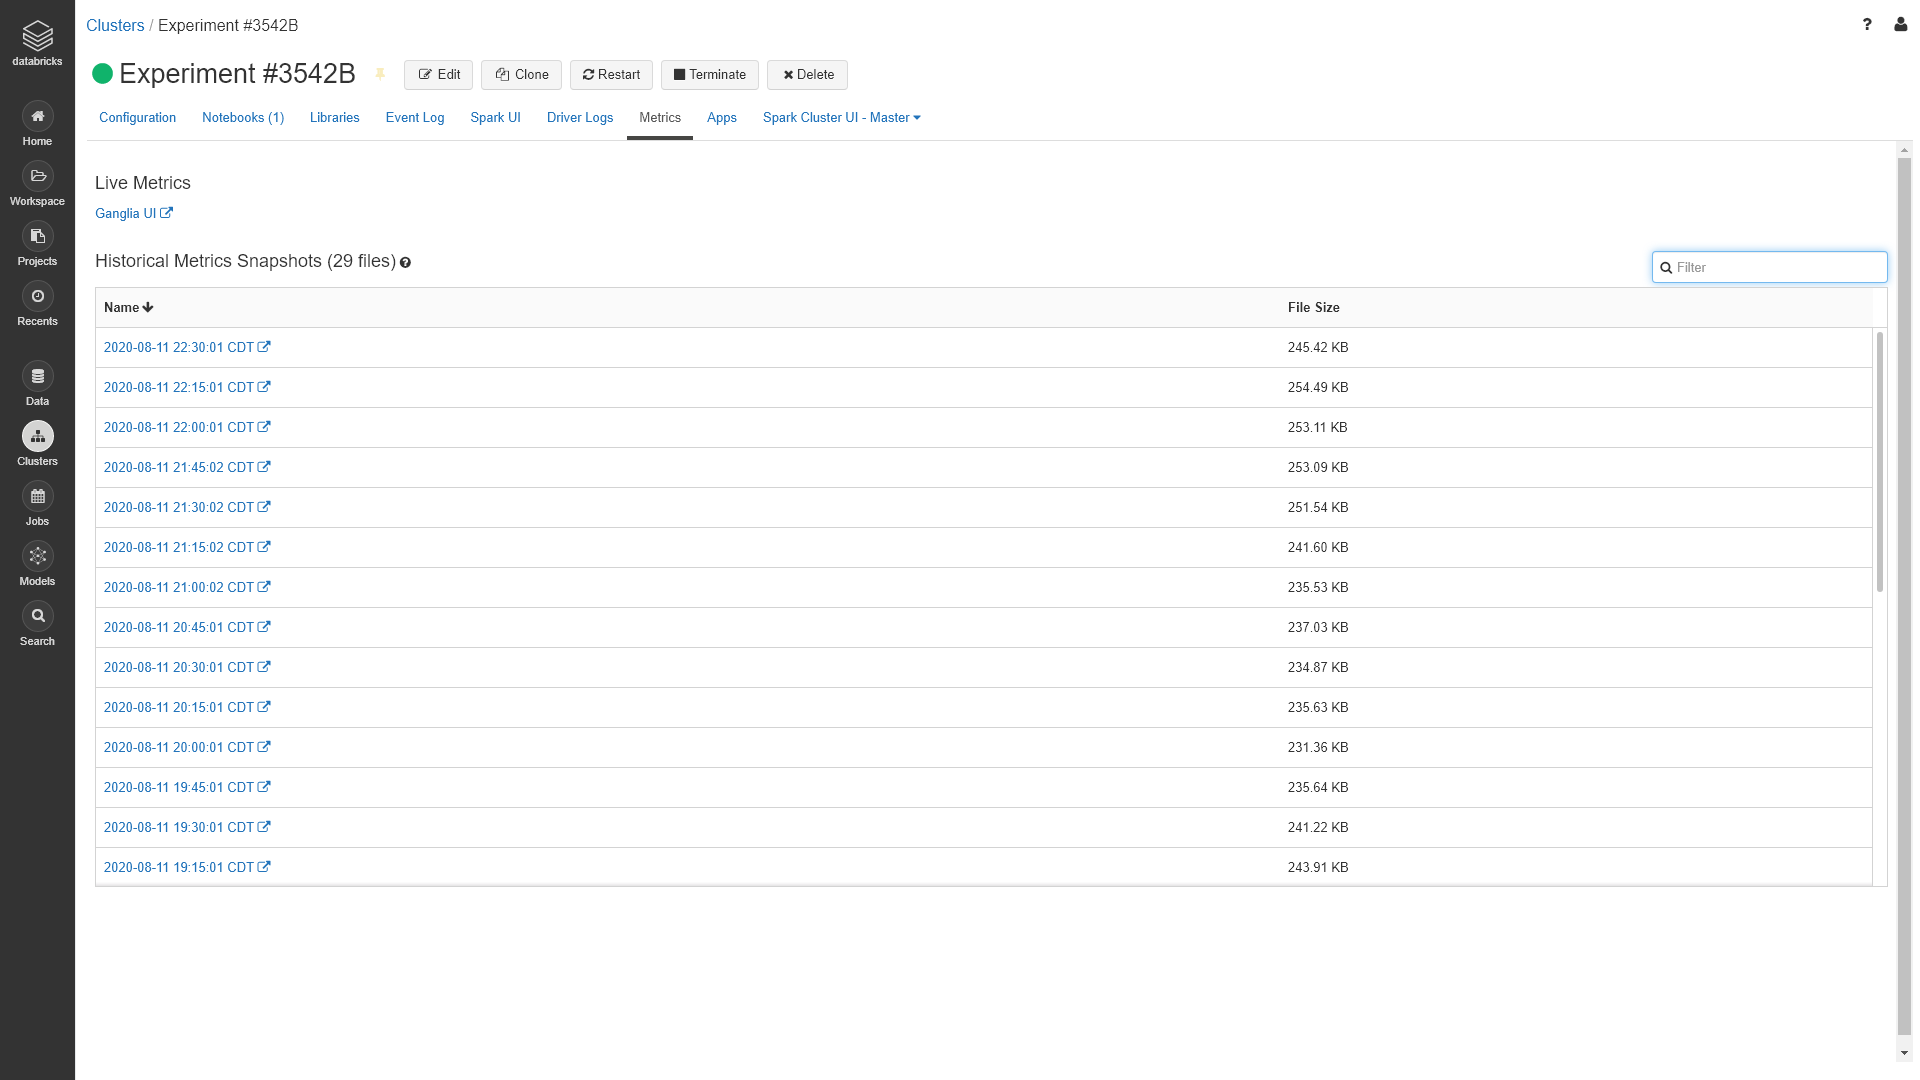 databricks
Home
Workspace
Projects
Recents
Data
Clusters
Jobs
Models
Search
Clusters / Experiment #3542B
?
Experiment #3542B
Edit Clone Restart Terminate Delete
Configuration Notebooks (1) Libraries Event Log Spark UI Driver Logs Metrics Apps Spark Cluster UI - Master
Live Metrics
Ganglia UI
Historical Metrics Snapshots (29 files) ?
Filter
Name File Size
2020-08-11 22:30:01 CDT 245.42 KB
2020-08-11 22:15:01 CDT 254.49 KB
2020-08-11 22:00:01 CDT 253.11 KB
2020-08-11 21:45:02 CDT 253.09 KB
2020-08-11 21:30:02 CDT 251.54 KB
2020-08-11 21:15:02 CDT 241.60 KB
2020-08-11 21:00:02 CDT 235.53 KB
2020-08-11 20:45:01 CDT 237.03 KB
2020-08-11 20:30:01 CDT 234.87 KB
2020-08-11 20:15:01 CDT 235.63 KB
2020-08-11 20:00:01 CDT 231.36 KB
2020-08-11 19:45:01 CDT 235.64 KB
2020-08-11 19:30:01 CDT 241.22 KB
2020-08-11 19:15:01 CDT 243.91 KB